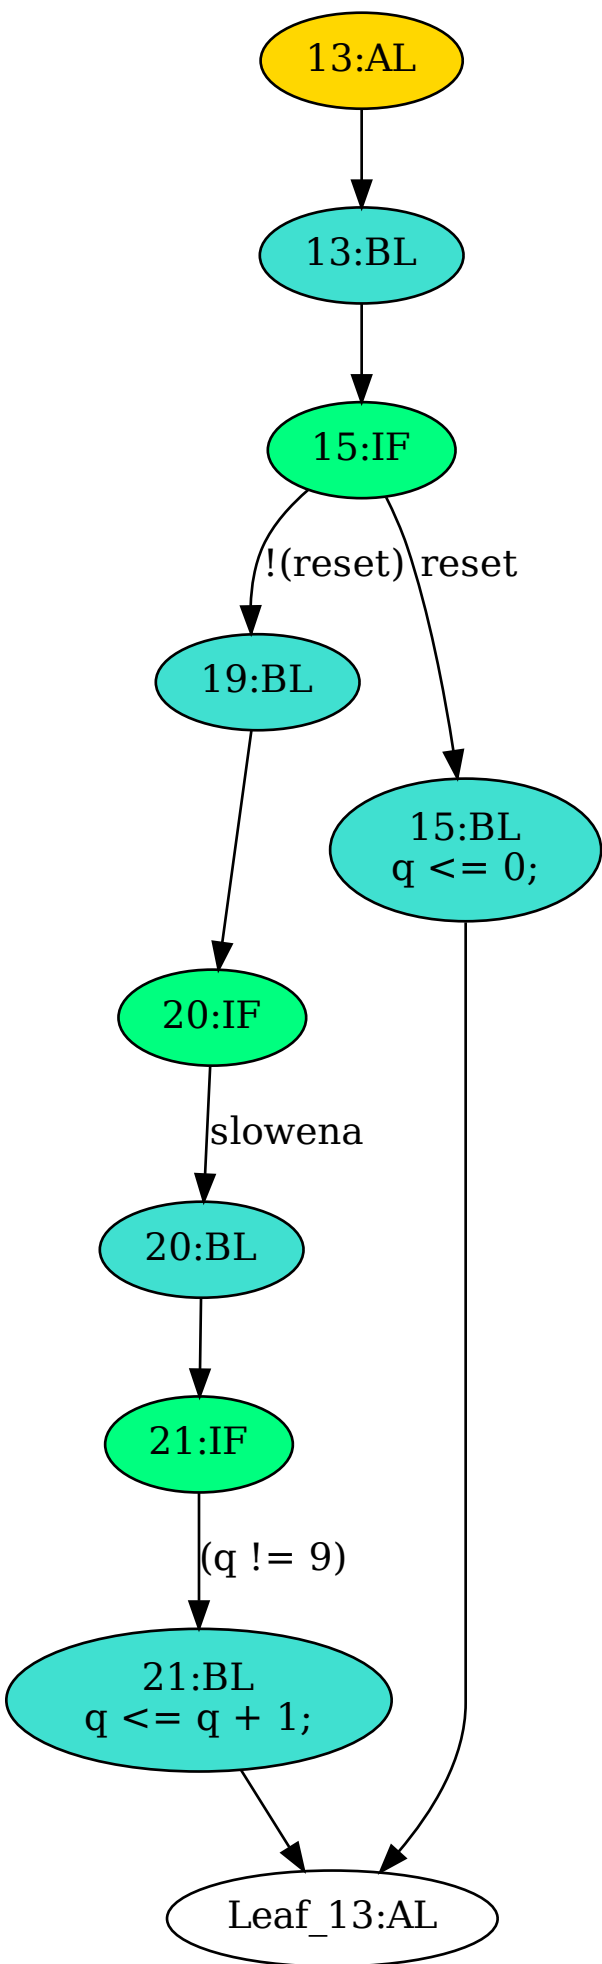 13:AL
13:BL
15:IF
!(reset)
reset
19:BL
15:BL
q <= 0;
20:IF
slowena
20:BL
21:IF
(q != 9)
21:BL
q <= q + 1;
Leaf_13:AL